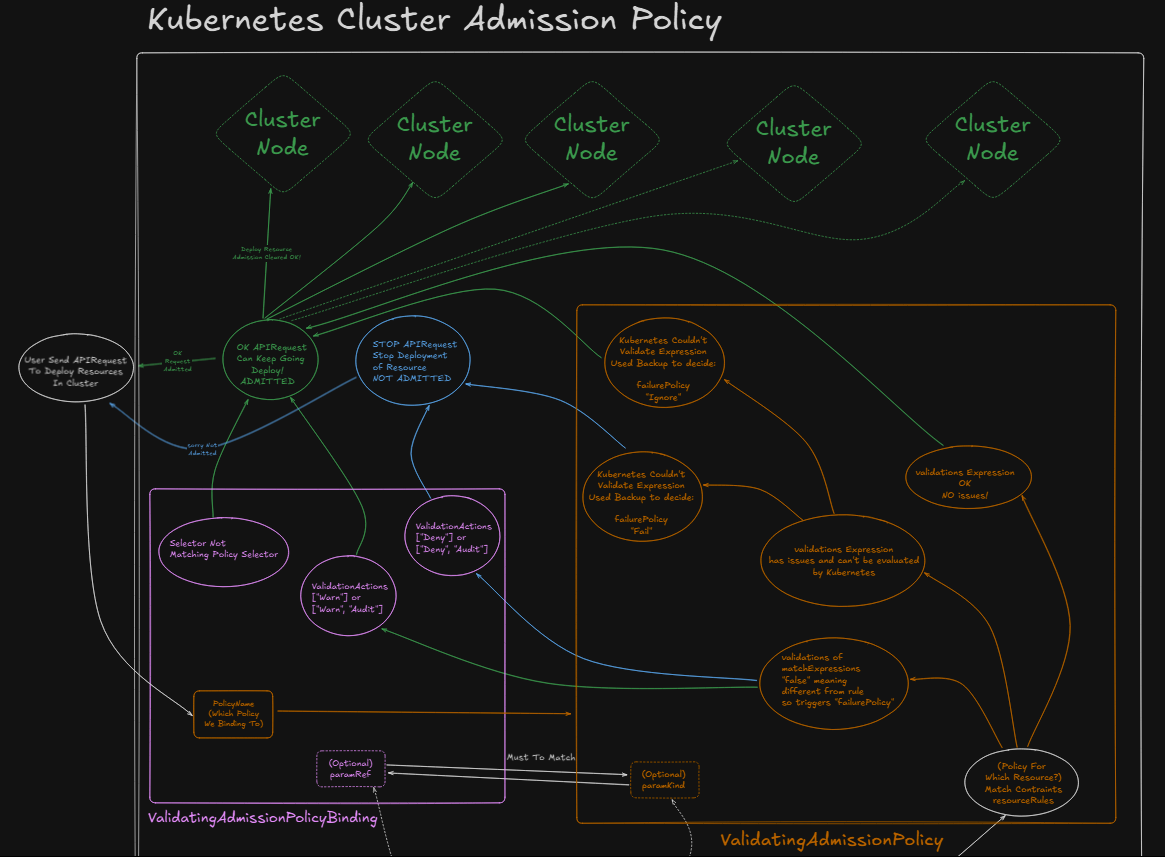 Kubernetes Cluster Admission Policy
Cluster
Node
Cluster
Node
Cluster
Node
Cluster
Node
Cluster
Node
Deploy Resource
Admission Cleared OK!
User Send APIRequest
To Deploy Resources
In Cluster
OK
Request
Admitted
OK APIRequest
Can Keep Going
Deploy!
ADMITTED
STOP APIRequest
Stop Deployment
of Resource
NOT ADMITTED
Sorry Not
Admitted
Kubernetes Couldn't
Validate Expression
Used Backup to decide:
failurePolicy
"Ignore"
Kubernetes Couldn't
Validate Expression
Used Backup to decide:
failurePolicy
"Fail"
validations Expression
OK
NO issues!
validations Expression
has issues and can't be evaluated
by Kubernetes
Selector Not
Matching Policy Selector
ValidationActions
["Deny"] or
["Deny", "Audit"]
ValidationActions
["Warn"] or
["Warn", "Audit"]
validations of
matchExpressions
"false" meaning
different from rule
so triggers "failurePolicy"
PolicyName
(Which Policy
We Binding To)
(Optional)
paramRef
Must To Match
(Optional)
paramKind
(Policy For
Which Resource?)
Match Contraints
resourceRules
ValidatingAdmissionPolicyBinding
ValidatingAdmissionPolicy